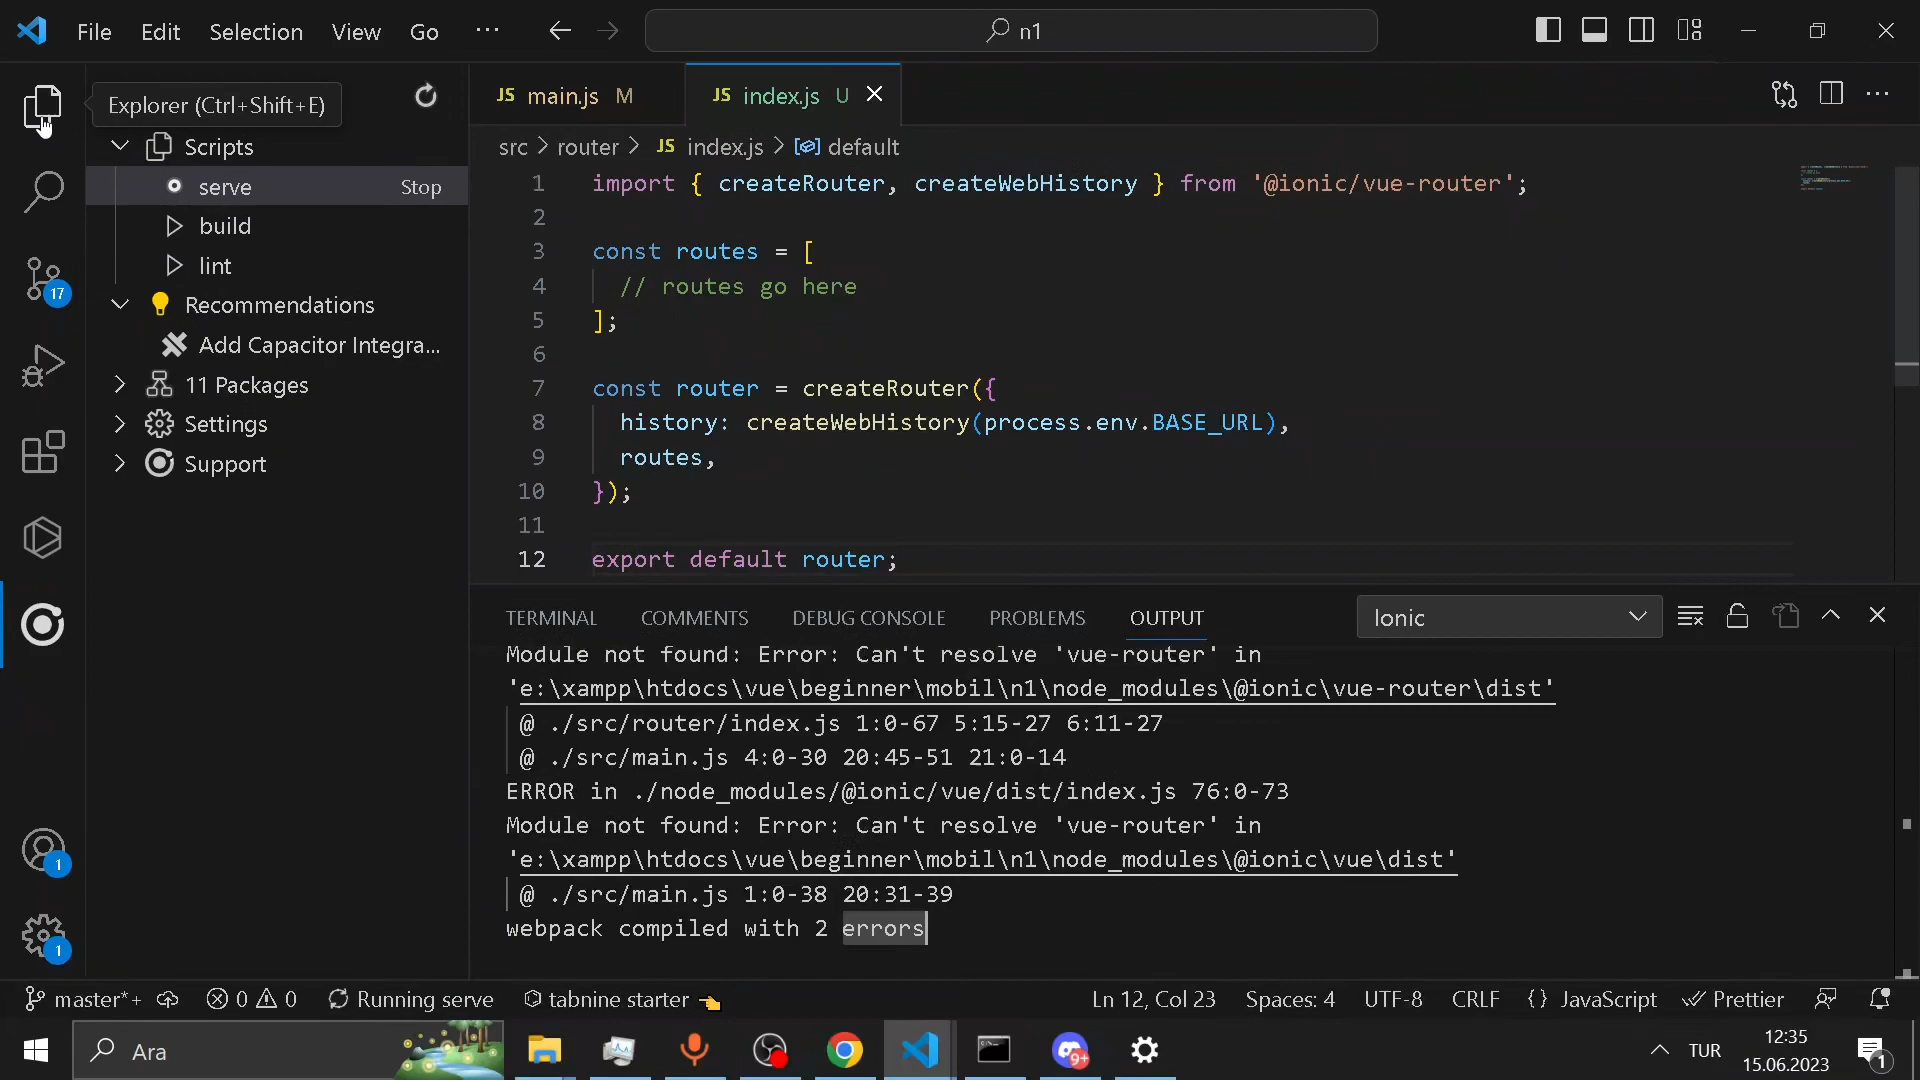 File Edit Selection View Go ···
n1
Explorer (Ctrl+Shift+E)
Scripts
serve Stop
build
lint
Recommendations
Add Capacitor Integra...
11 Packages
Settings
Support
17
1
1
JS main.js M
JS index.js U
src > router > JS index.js > default
1 import { createRouter, createWebHistory } from '@ionic/vue-router';
2
3 const routes = [
4 // routes go here
5 ];
6
7 const router = createRouter({
8 history: createWebHistory(process.env.BASE_URL),
9 routes,
10 });
11
12 export default router;
TERMINAL COMMENTS DEBUG CONSOLE PROBLEMS OUTPUT Ionic
Module not found: Error: Can't resolve 'vue-router' in
'e:\xampp\htdocs\vue\beginner\mobil\n1\node_modules\@ionic\vue-router\dist'
@ ./src/router/index.js 1:0-67 5:15-27 6:11-27
@ ./src/main.js 4:0-30 20:45-51 21:0-14
ERROR in ./node_modules/@ionic/vue/dist/index.js 76:0-73
Module not found: Error: Can't resolve 'vue-router' in
'e:\xampp\htdocs\vue\beginner\mobil\n1\node_modules\@ionic\vue\dist'
@ ./src/main.js 1:0-38 20:31-39
webpack compiled with 2 errors
master*+ 0 0 Running serve tabnine starter Ln 12, Col 23 Spaces: 4 UTF-8 CRLF {} JavaScript Prettier
Ara 9+ TUR 12:35
15.06.2023 1